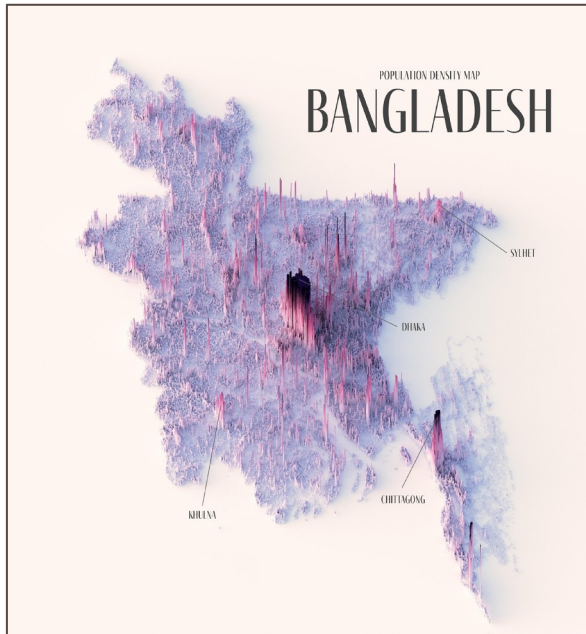 POPULATION DENSITY MAP
BANGLADESH
SYLHET
DHAKA
CHITTAGONG
KHULNA